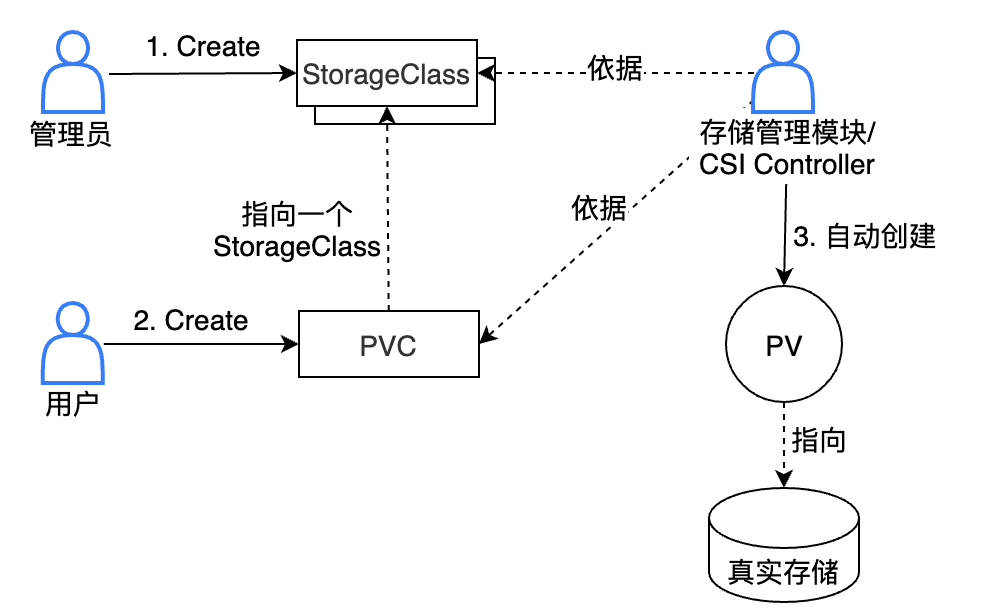 1. Create
StorageClass
依据
管理员
存储管理模块/
CSI Controller
指向一个
StorageClass
依据
3. 自动创建
2. Create
PVC
PV
用户
指向
真实存储